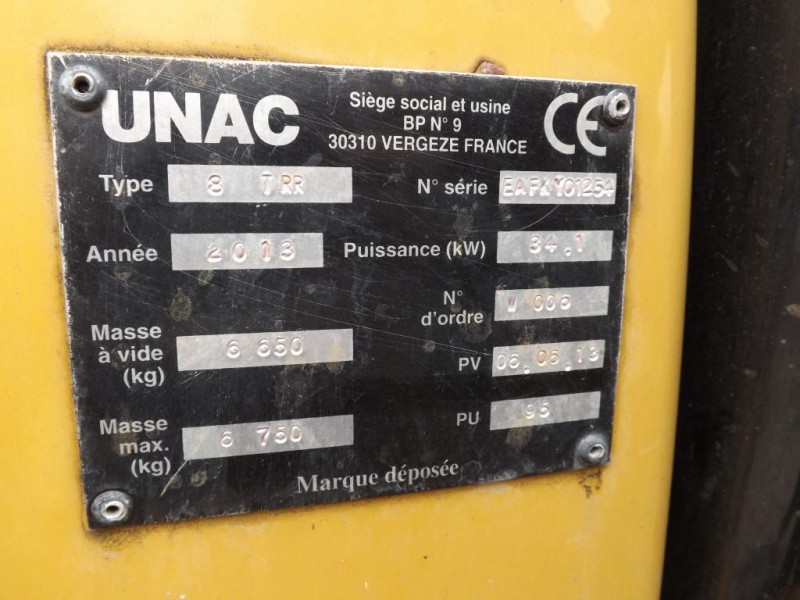 UNAC
Siège social et usine
BP N° 9
30310 VERGEZE FRANCE
CE
Type 8 TRR
N° série EAFXY01254
Année 2013
Puissance (kW) 34.1
N° d'ordre W 006
Masse à vide (kg) 6 650
PV 06.06.13
Masse max. (kg) 6 750
PU 95
Marque déposée